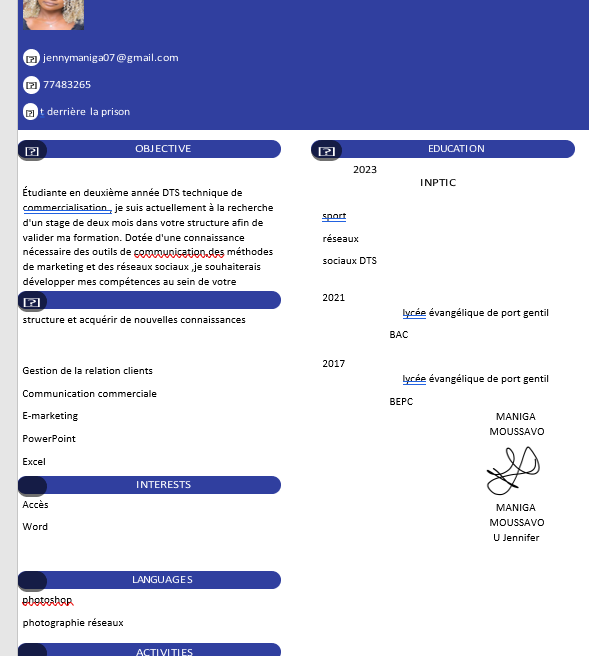 jennymaniga07@gmail.com
77483265
t derrière la prison
OBJECTIVE
Étudiante en deuxième année DTS technique de
commercialisation , je suis actuellement à la recherche
d'un stage de deux mois dans votre structure afin de
valider ma formation. Dotée d'une connaissance
nécessaire des outils de communication,des méthodes
de marketing et des réseaux sociaux ,je souhaiterais
développer mes compétences au sein de votre
structure et acquérir de nouvelles connaissances
Gestion de la relation clients
Communication commerciale
E-marketing
PowerPoint
Excel
INTERESTS
Accès
Word
LANGUAGES
photoshop
photographie réseaux
ACTIVITIES
EDUCATION
2023
INPTIC
sport
réseaux
sociaux DTS
2021
lycée évangélique de port gentil
BAC
2017
lycée évangélique de port gentil
BEPC
MANIGA
MOUSSAVO
MANIGA
MOUSSAVO
U Jennifer